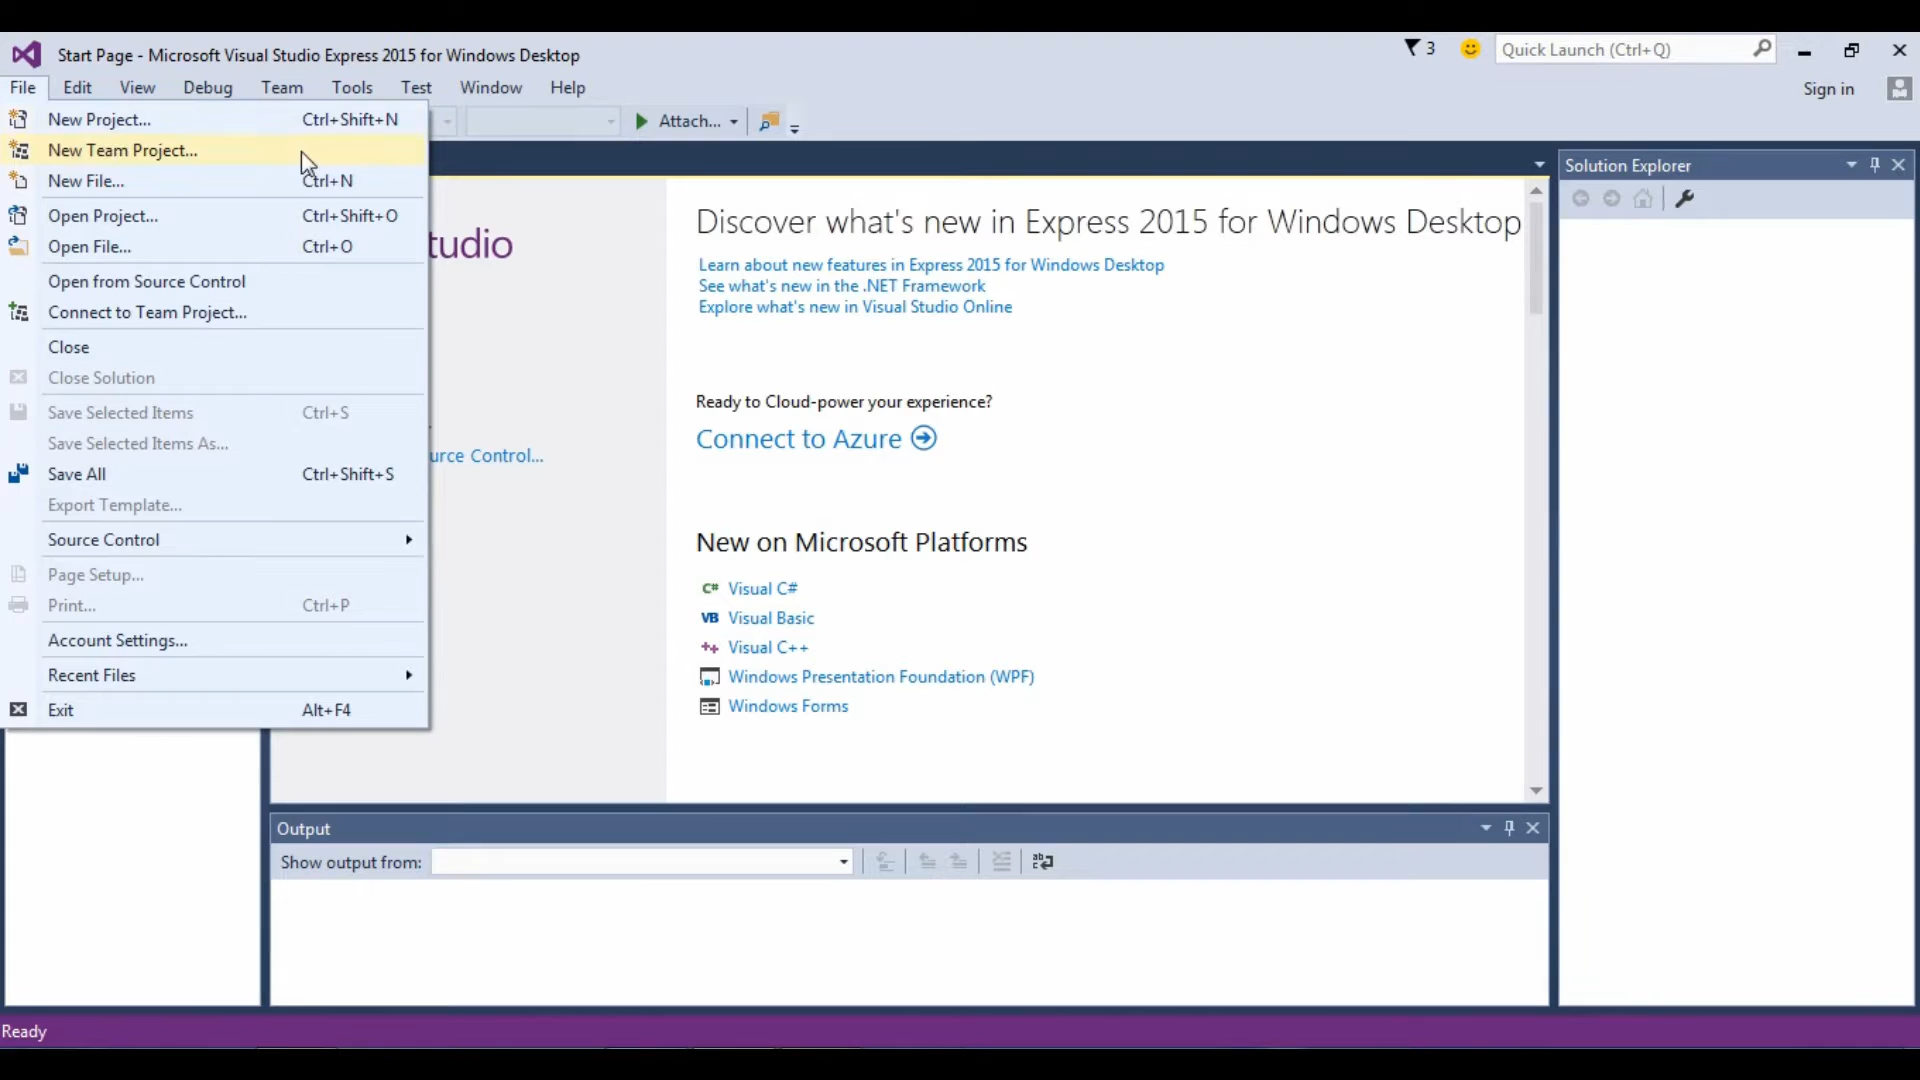 Start Page - Microsoft Visual Studio Express 2015 for Windows Desktop
3
Quick Launch (Ctrl+Q)
File Edit View Debug Team Tools Test Window Help
Sign in
New Project... Ctrl+Shift+N
Attach...
New Team Project...
New File... Ctrl+N
Open Project... Ctrl+Shift+O
Open File... Ctrl+O
Open from Source Control
Connect to Team Project...
Close
Close Solution
Save Selected Items Ctrl+S
Save Selected Items As...
Save All Ctrl+Shift+S
Export Template...
Source Control
Page Setup...
Print... Ctrl+P
Account Settings...
Recent Files
Exit Alt+F4
tudio
urce Control...
Discover what's new in Express 2015 for Windows Desktop
Learn about new features in Express 2015 for Windows Desktop
See what's new in the .NET Framework
Explore what's new in Visual Studio Online
Ready to Cloud-power your experience?
Connect to Azure
New on Microsoft Platforms
C# Visual C#
VB Visual Basic
++ Visual C++
Windows Presentation Foundation (WPF)
Windows Forms
Solution Explorer
Output
Show output from:
Ready